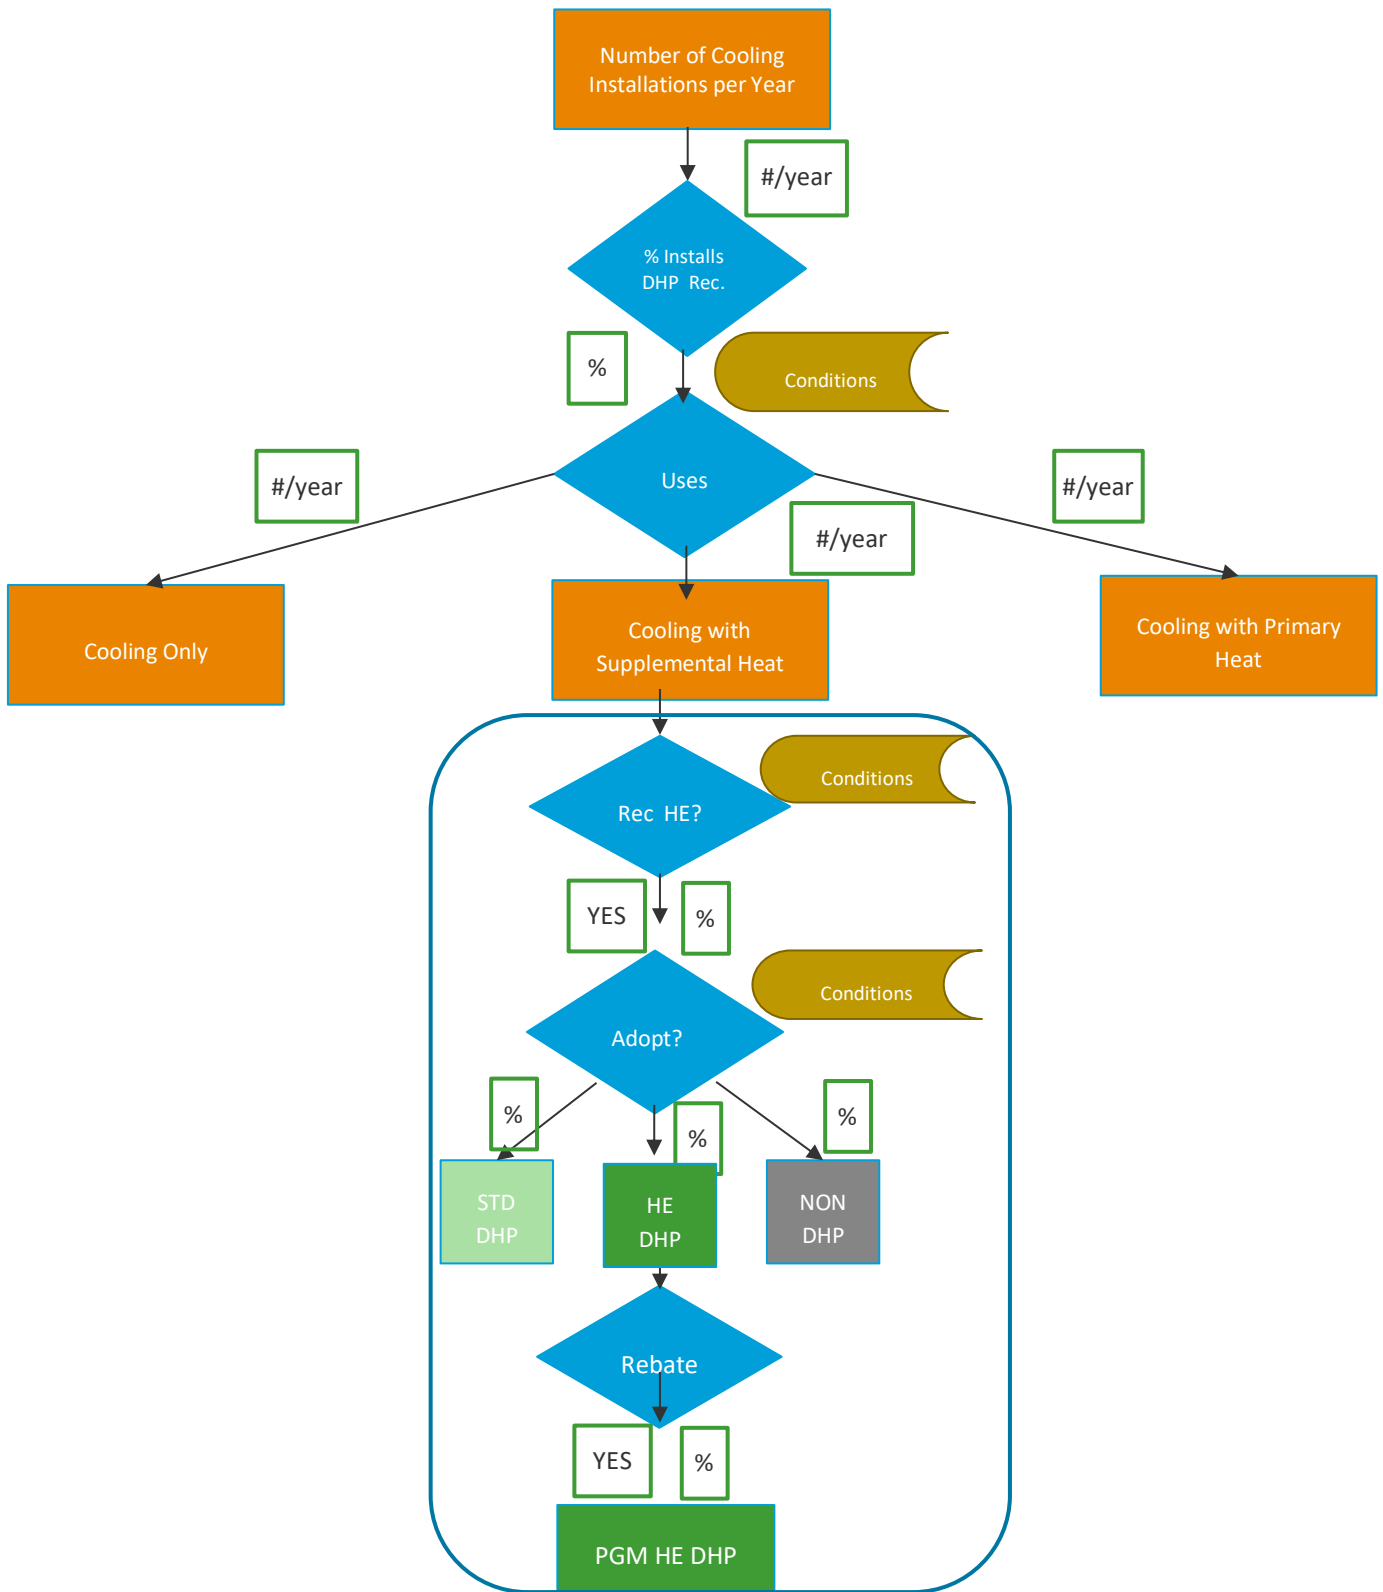 Number of Cooling
Installations per Year
#/year
% Installs
DHP Rec.
%
Conditions
#/year
Uses
#/year
#/year
Cooling Only
Cooling with
Supplemental Heat
Cooling with Primary
Heat
Conditions
Rec HE?
YES
%
Conditions
Adopt?
%
%
%
STD
DHP
HE
DHP
NON
DHP
Rebate
YES
%
PGM HE DHP